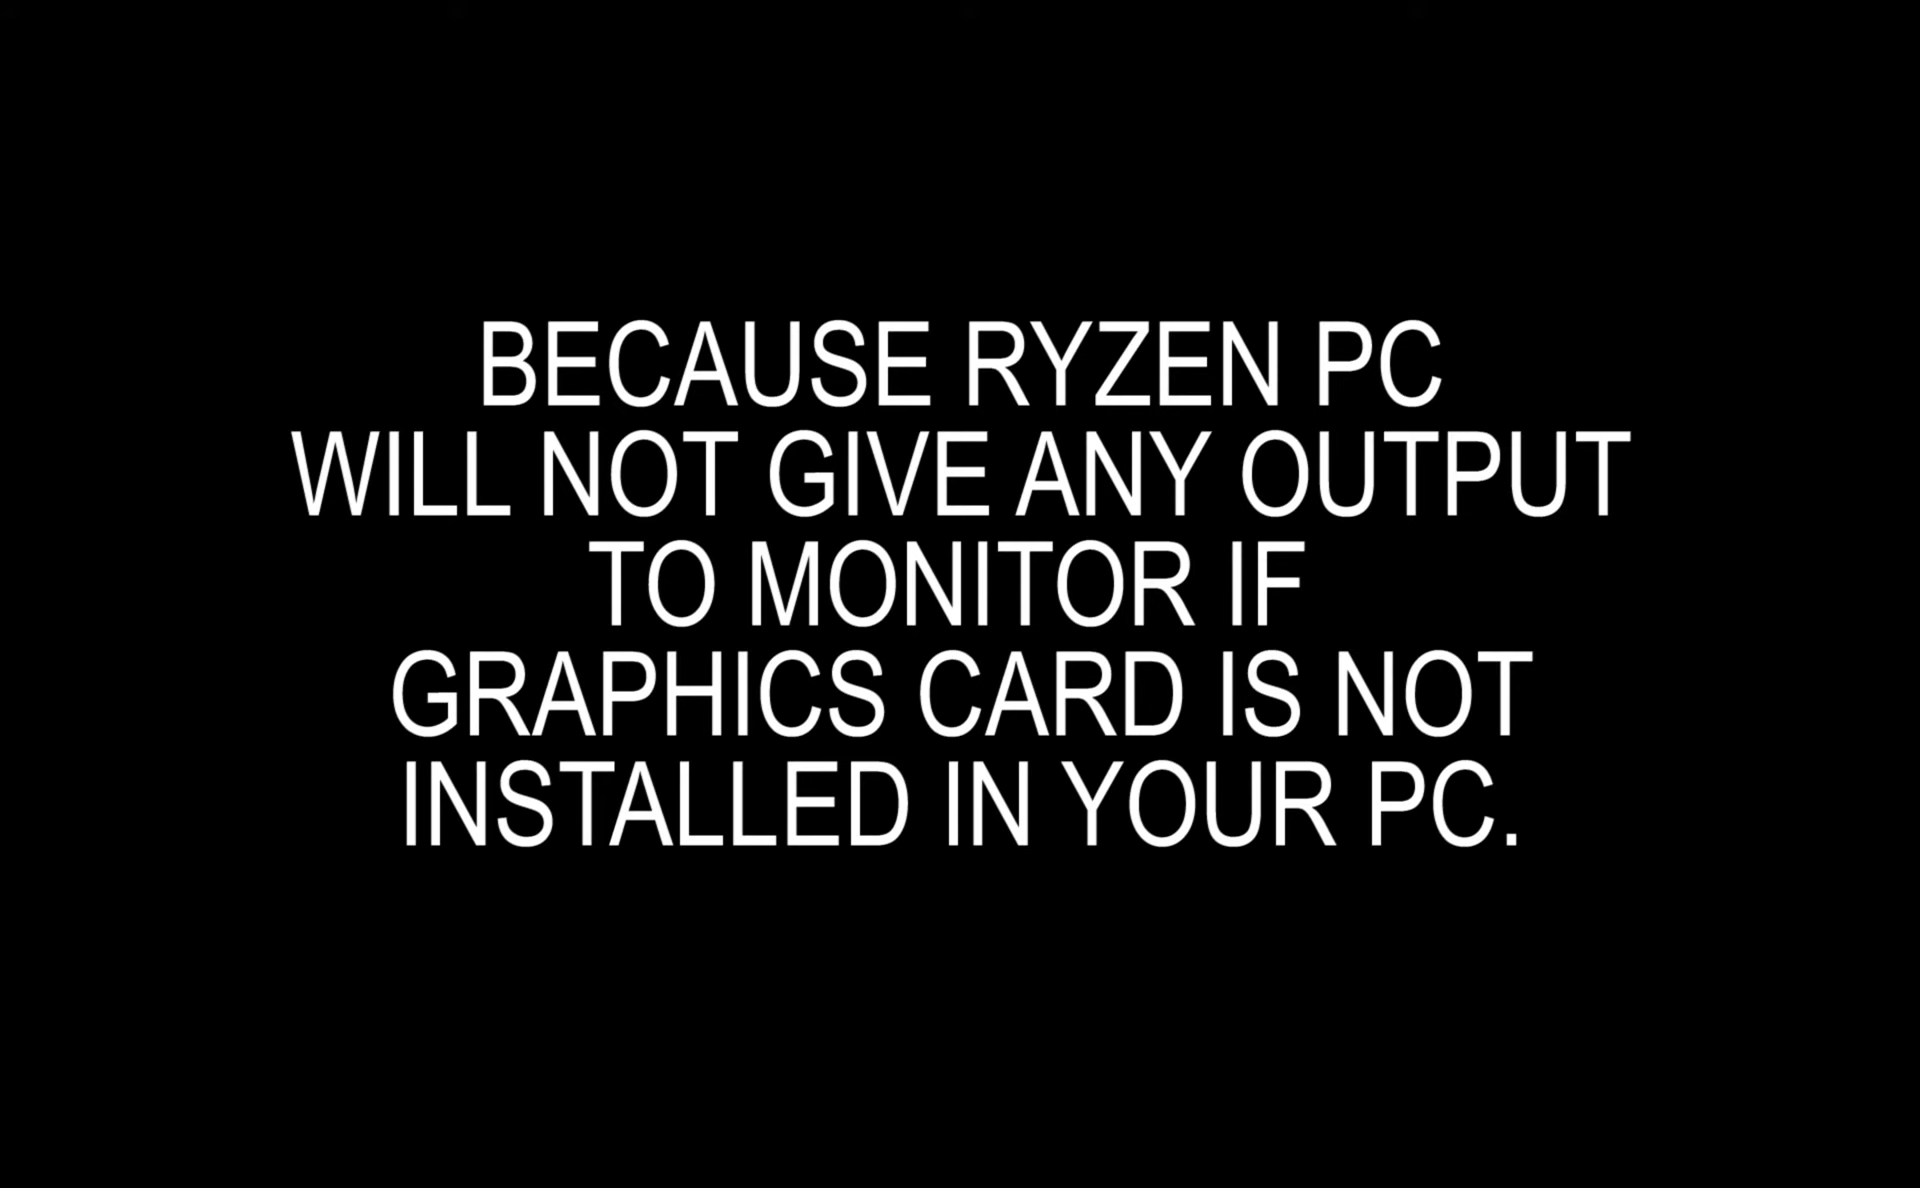 BECAUSE RYZEN PC
WILL NOT GIVE ANY OUTPUT
TO MONITOR IF
GRAPHICS CARD IS NOT
INSTALLED IN YOUR PC.